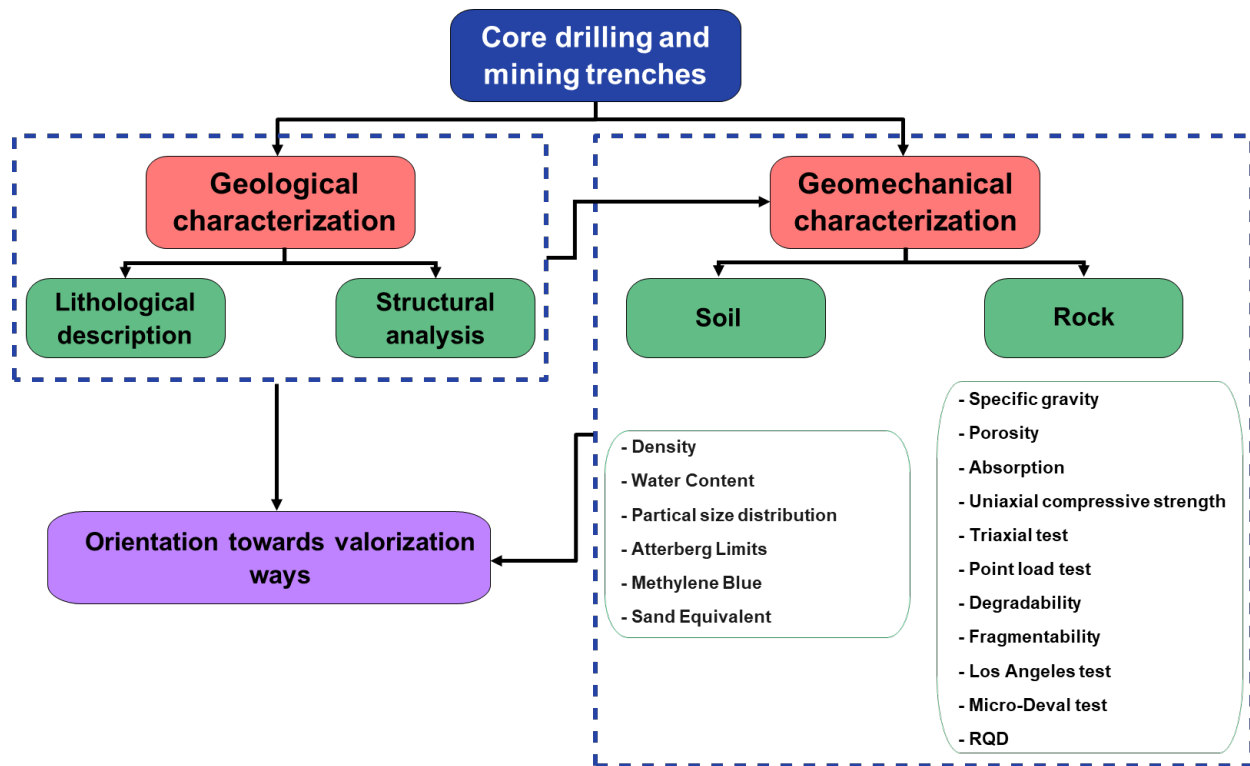 Core drilling and
mining trenches
Geological
characterization
Geomechanical
characterization
Lithological
description
Structural
analysis
Soil
Rock
Orientation towards valorization
ways
- Density
- Water Content
- Partical size distribution
- Atterberg Limits
- Methylene Blue
- Sand Equivalent
- Specific gravity
- Porosity
- Absorption
- Uniaxial compressive strength
- Triaxial test
- Point load test
- Degradability
- Fragmentability
- Los Angeles test
- Micro-Deval test
- RQD